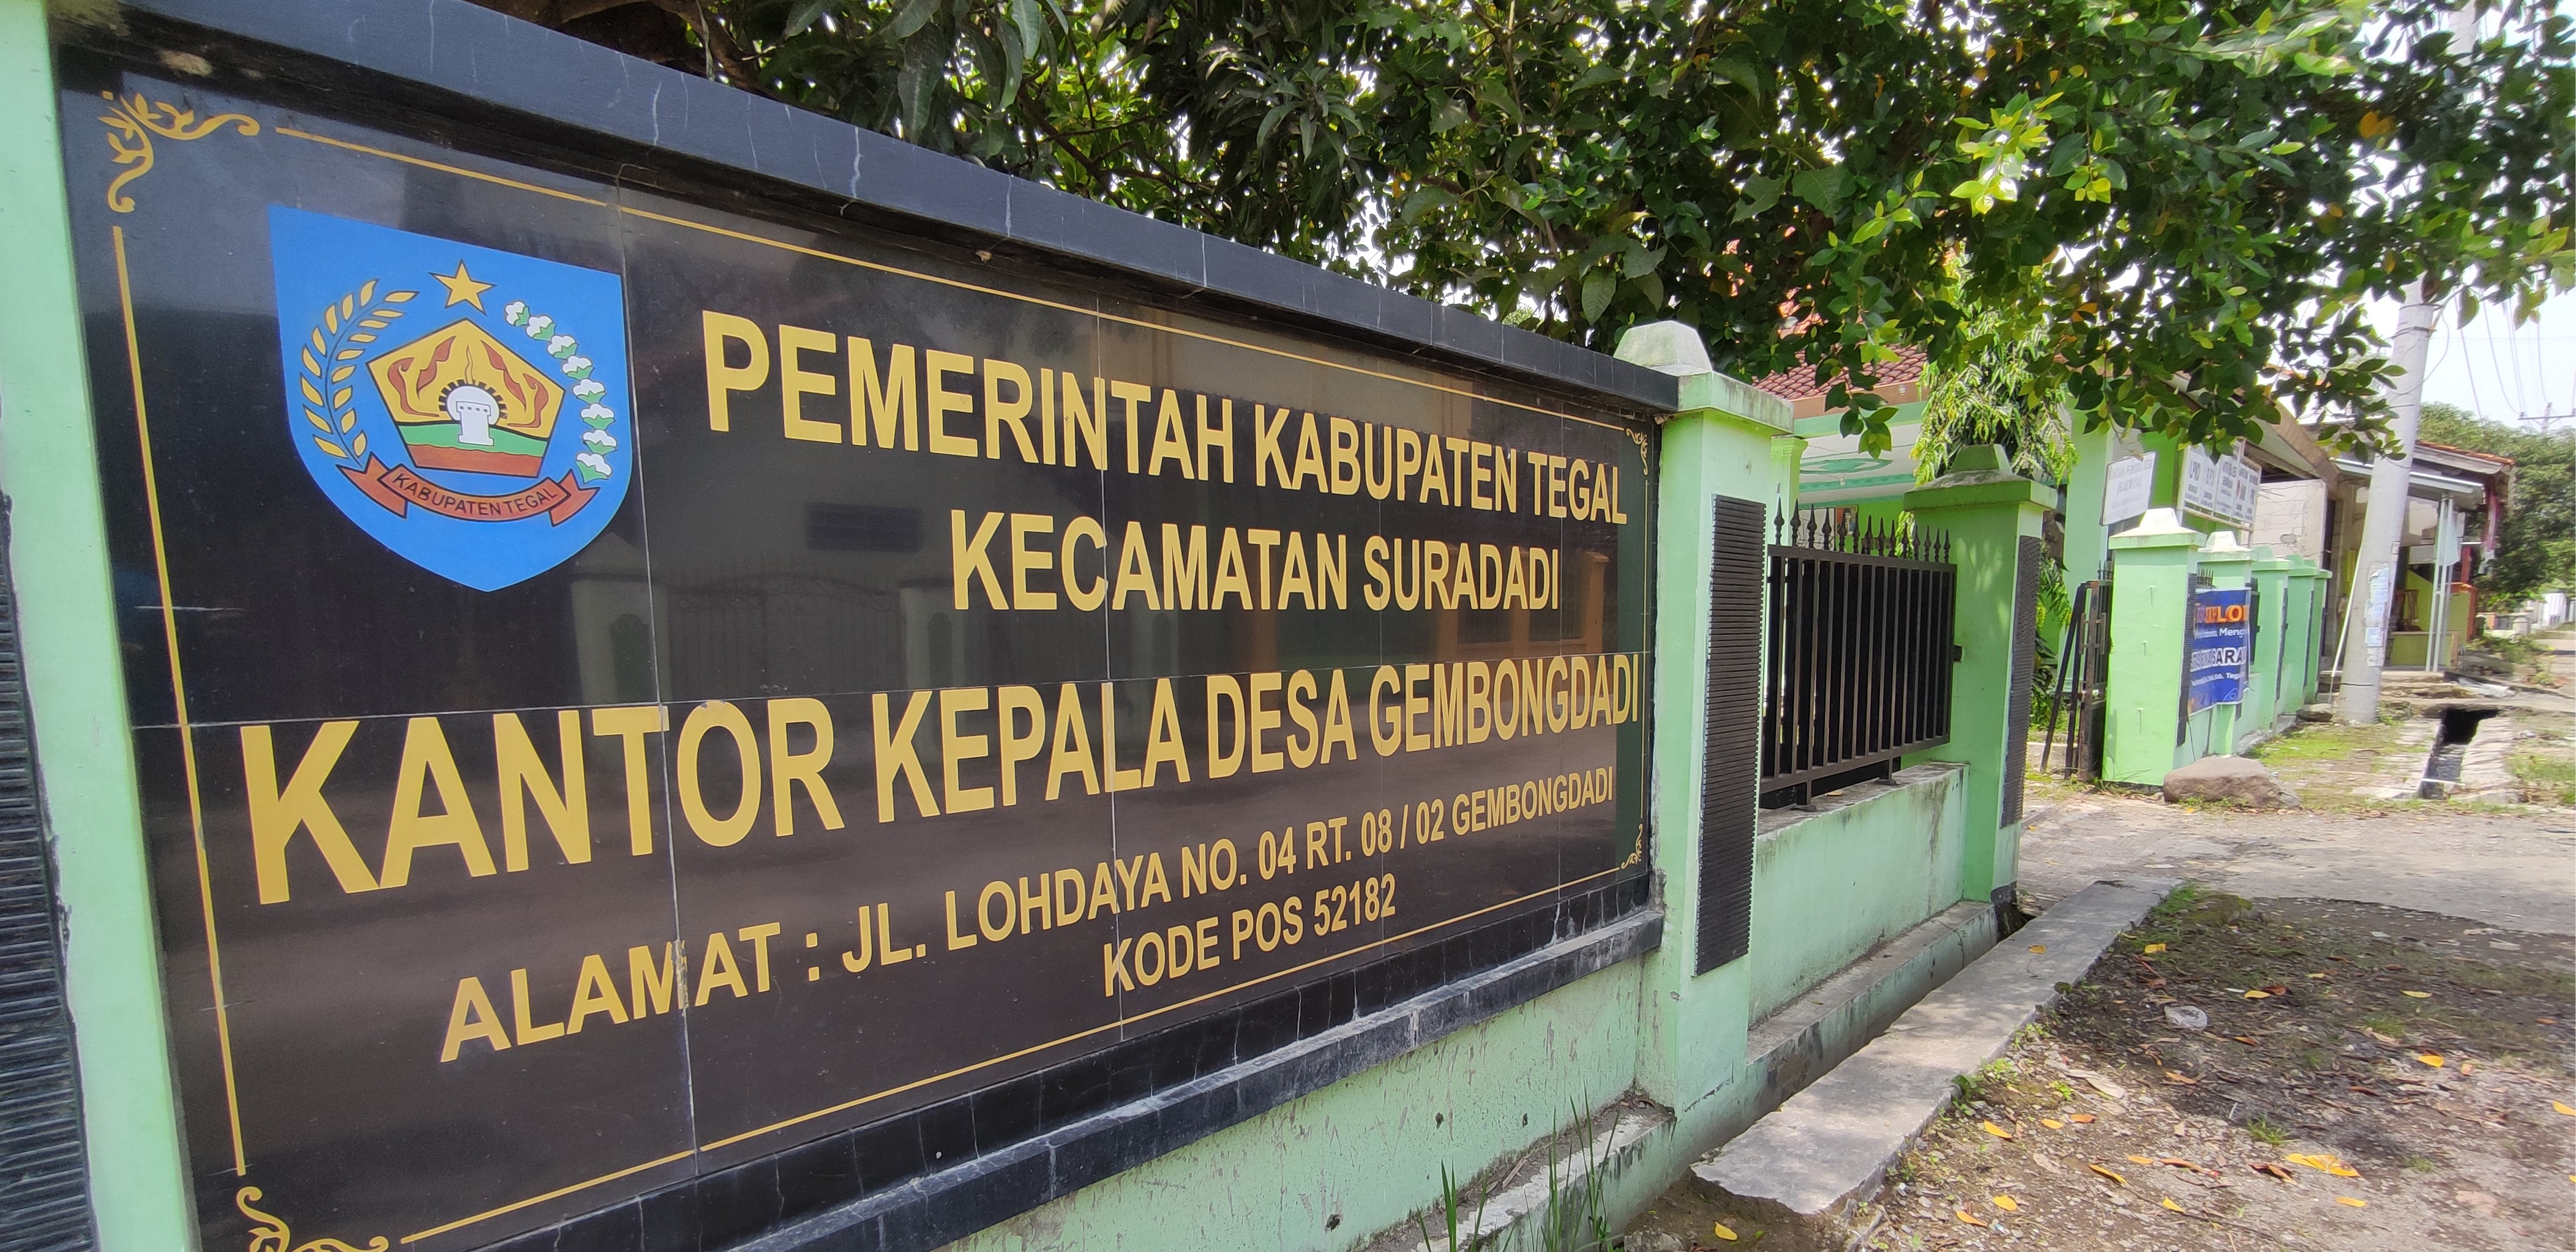 KABUPATEN TEGAL
PEMERINTAH KABUPATEN TEGAL
KECAMATAN SURADADI
KANTOR KEPALA DESA GEMBONGDADI
ALAMAT : JL. LOHDAYA NO. 04 RT. 08 / 02 GEMBONGDADI
KODE POS 52182